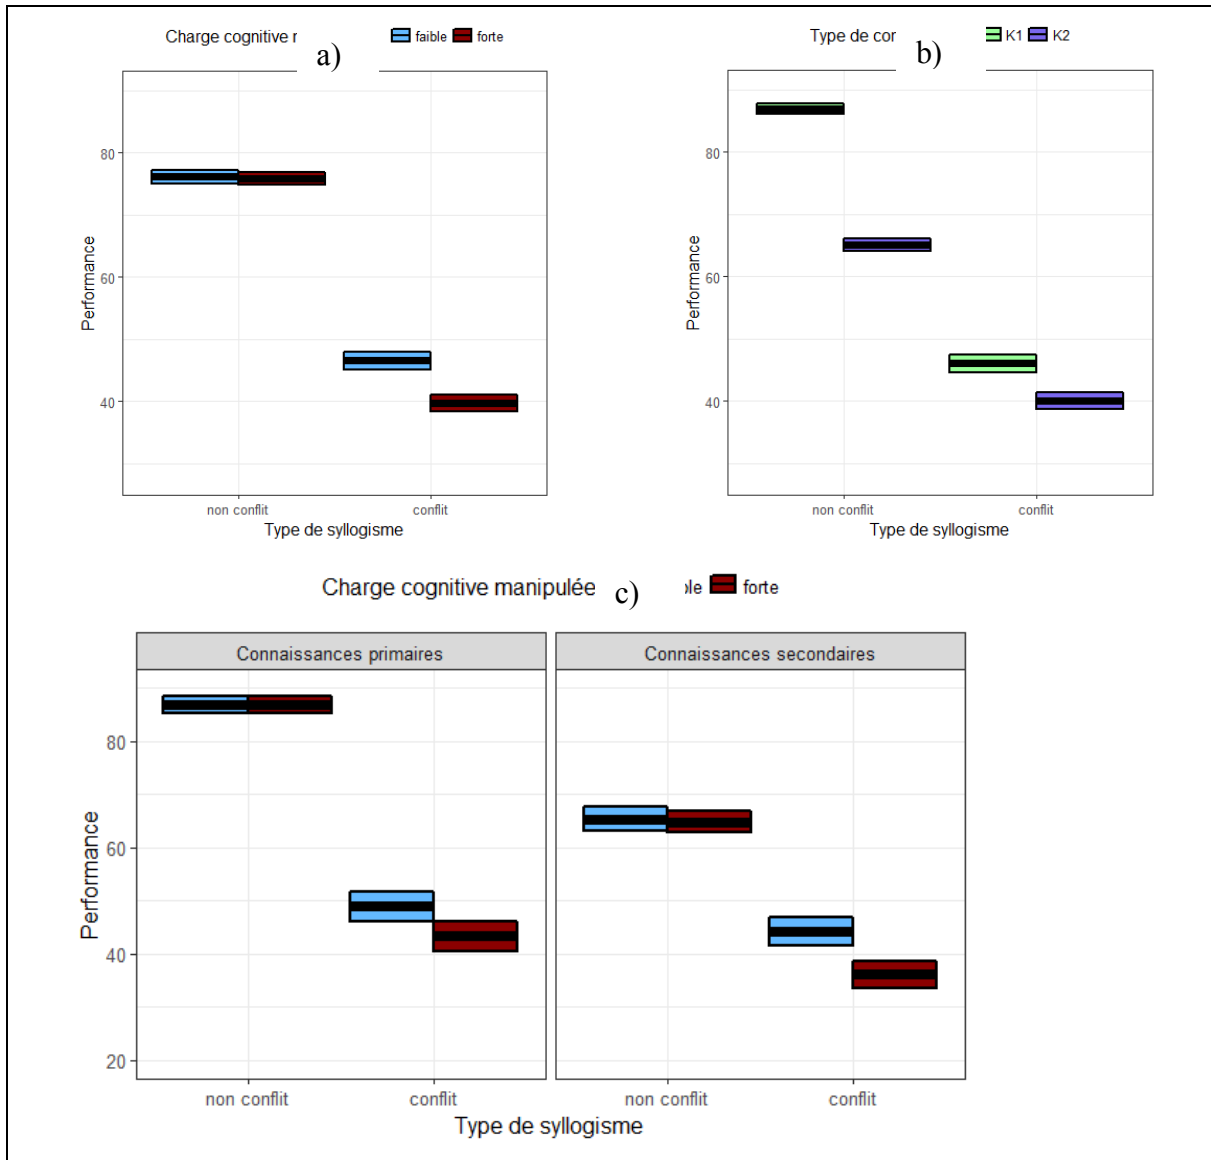 Charge cognitive a) faible forte
80
60
40
Performance
non conflit conflit
Type de syllogisme
Type de b) K1 K2
80
60
40
Performance
non conflit conflit
Type de syllogisme
Charge cognitive manipulée c) forte
Connaissances primaires Connaissances secondaires
80
60
40
20
Performance
non conflit conflit non conflit conflit
Type de syllogisme